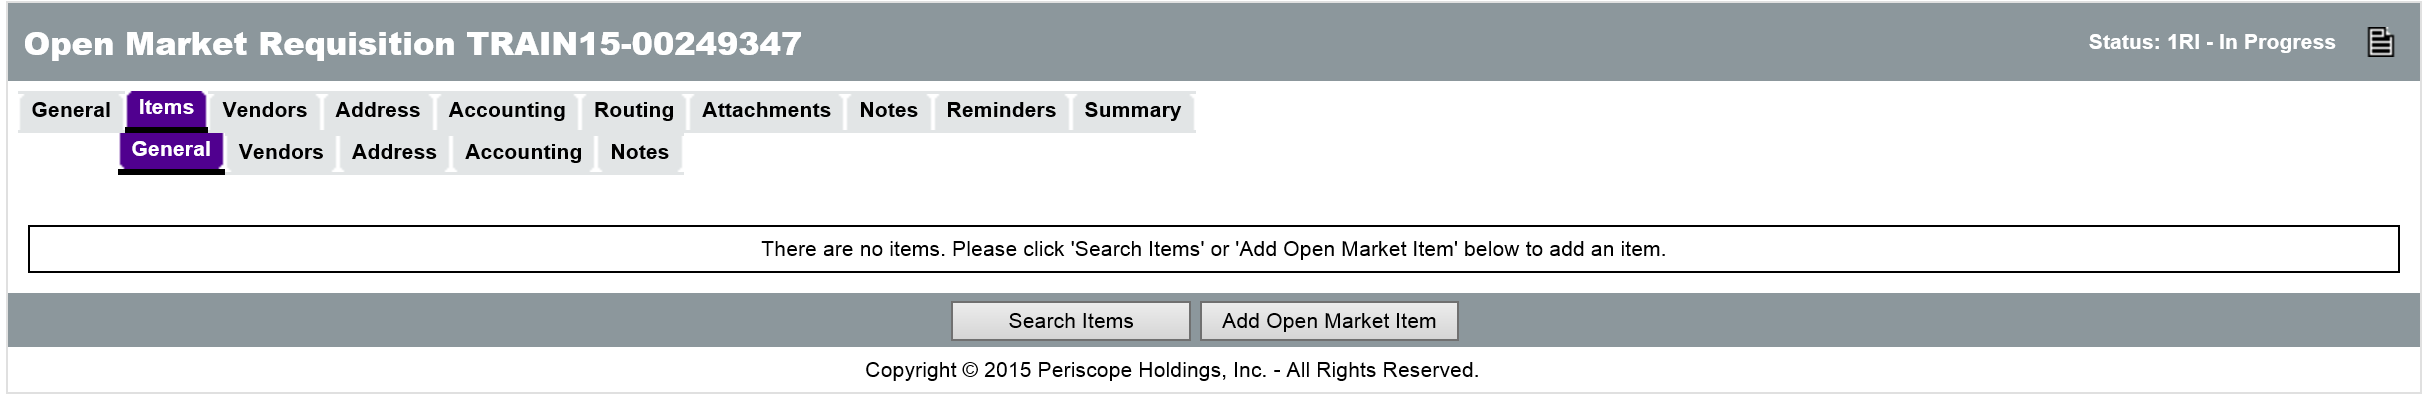 Open Market Requisition TRAIN15-00249347
Status: 1RI - In Progress
General Items Vendors Address Accounting Routing Attachments Notes Reminders Summary
General Vendors Address Accounting Notes
There are no items. Please click 'Search Items' or 'Add Open Market Item' below to add an item.
Search Items Add Open Market Item
Copyright © 2015 Periscope Holdings, Inc. - All Rights Reserved.